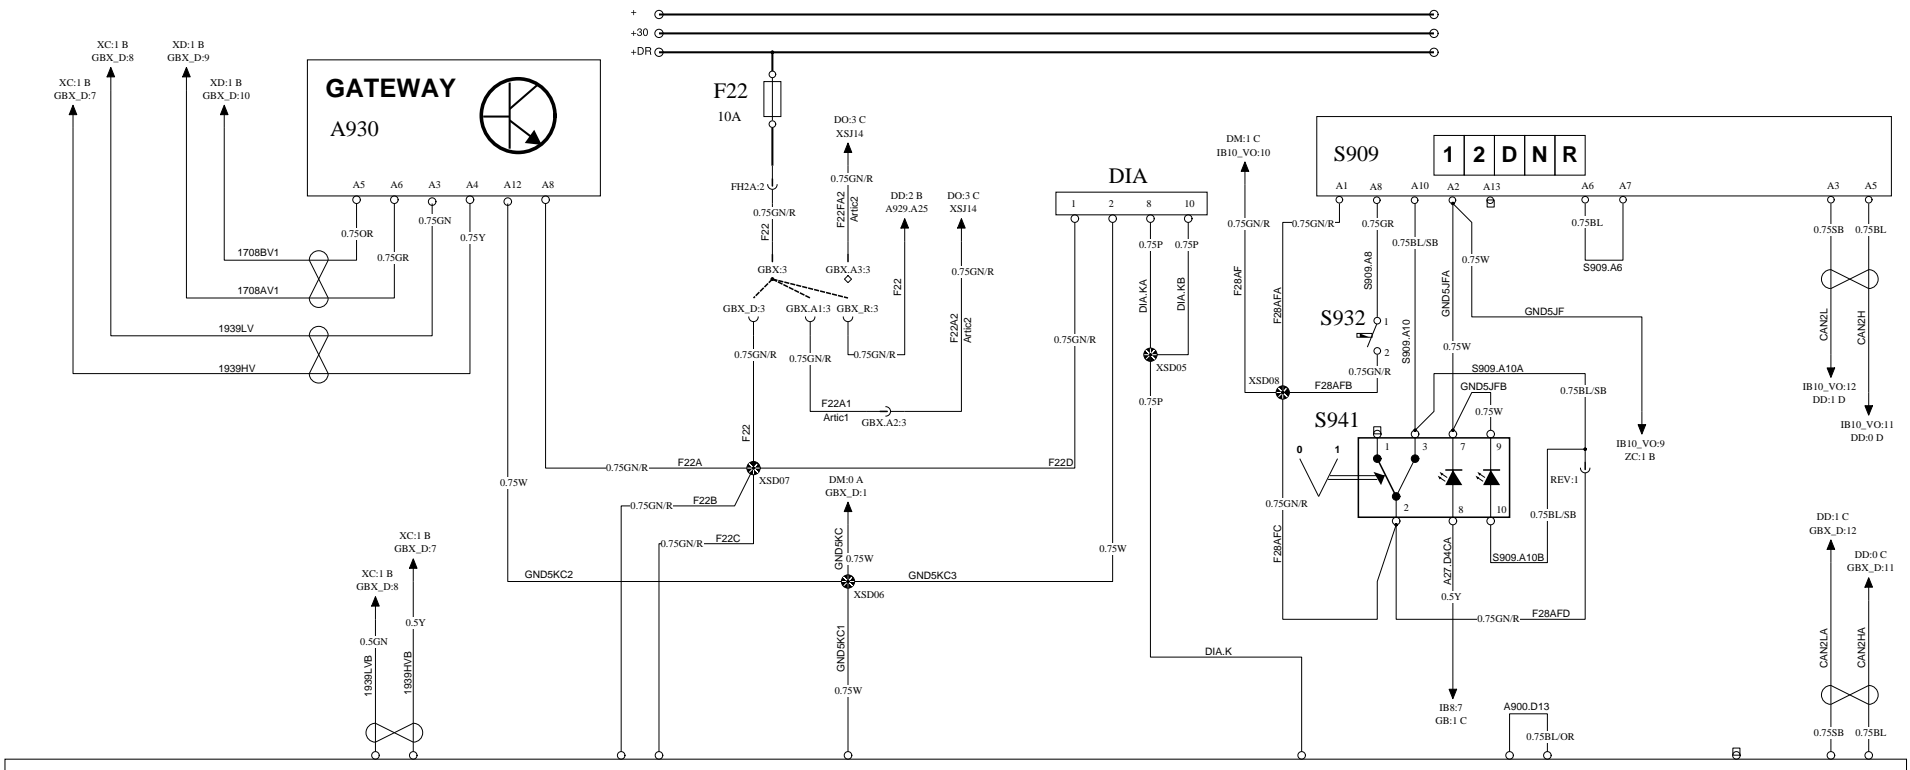 +
+30
+DR
XC:1 B
GBX_D:8
XD:1 B
GBX_D:9
XC:1 B
GBX_D:7
XD:1 B
GBX_D:10
GATEWAY
A930
A5 A6 A3 A4 A12 A8
0.75OR
0.75GR
0.75GN
0.75Y
1708BV1
1708AV1
1939LV
1939HV
F22
10A
FH2A:2
0.75GN/R
F22
GBX:3
DO:3 C
XSJ14
0.75GN/R
F22FA2
Artic2
GBX.A3:3
DD:2 B
A929.A25
F22
DO:3 C
XSJ14
0.75GN/R
F22A2
Artic2
GBX_D:3
GBX.A1:3
GBX_R:3
0.75GN/R
0.75GN/R
0.75GN/R
F22A1
Artic1
GBX.A2:3
F22
0.75GN/R
F22A
XSD07
F22D
0.75GN/R
F22B
0.75GN/R
F22C
0.75W
DM:0 A
GBX_D:1
GND5KC
0.75W
GND5KC2
GND5KC3
XSD06
GND5KC1
0.75W
DIA
1 2 8 10
0.75GN/R
0.75W
0.75P
0.75P
DIA.KA
DIA.KB
XSD05
0.75P
DIA.K
DM:1 C
IB10_VO:10
0.75GN/R
F28AF
0.75GN/R
F28AFA
XSD08
F28AFB
0.75GN/R
F28AFC
S909
1 2 D N R
A1 A8 A10 A2 A13 A6 A7 A3 A5
0.75GR
S909.A8
S932
1
2
0.75GN/R
0.75BL/SB
S909.A10
GND5JFA
0.75W
0.75W
GND5JF
0.75BL
S909.A6
IB10_VO:9
ZC:1 B
S909.A10A
GND5JFB
0.75W
0.75BL/SB
S941
0 1
1 3 7 9
2 8 10
REV:1
0.75BL/SB
S909.A10B
A27.D4CA
0.5Y
0.75GN/R
F28AFD
IB8:7
GB:1 C
0.75SB
0.75BL
CAN2L
CAN2H
IB10_VO:12
DD:1 D
IB10_VO:11
DD:0 D
DD:1 C
GBX_D:12
DD:0 C
GBX_D:11
CAN2LA
CAN2HA
0.75SB
0.75BL
XC:1 B
GBX_D:7
XC:1 B
GBX_D:8
0.5Y
0.5GN
1939LVB
1939HVB
A900.D13
0.75BL/OR